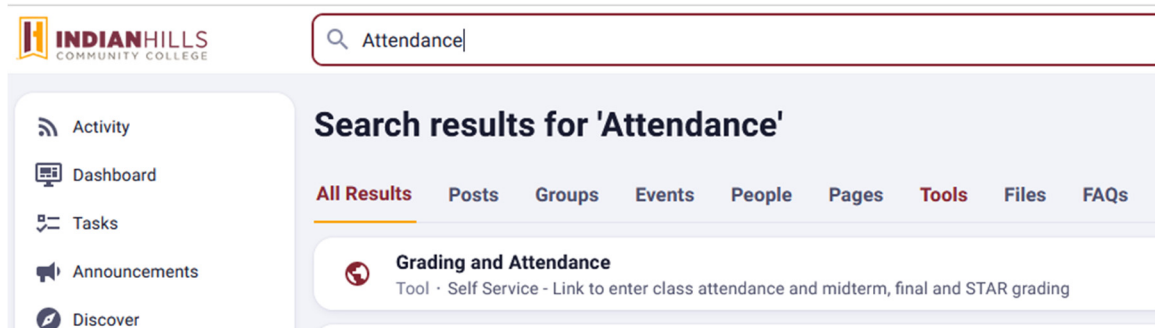 INDIANHILLS
COMMUNITY COLLEGE
Attendance
Activity
Dashboard
Tasks
Announcements
Discover
Search results for 'Attendance'
All Results Posts Groups Events People Pages Tools Files FAQs
Grading and Attendance
Tool · Self Service - Link to enter class attendance and midterm, final and STAR grading